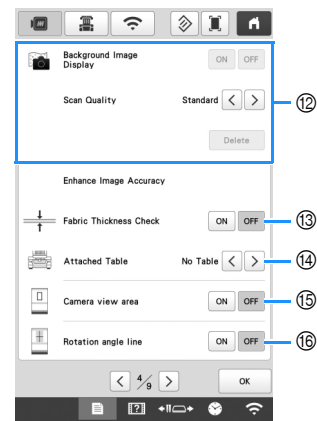 Background Image
Display
ON OFF
Scan Quality
Standard < >
⑫
Delete
Enhance Image Accuracy
Fabric Thickness Check
ON OFF
⑬
Attached Table
No Table < >
⑭
Camera view area
ON OFF
⑮
Rotation angle line
ON OFF
⑯
< 4/9 >
OK